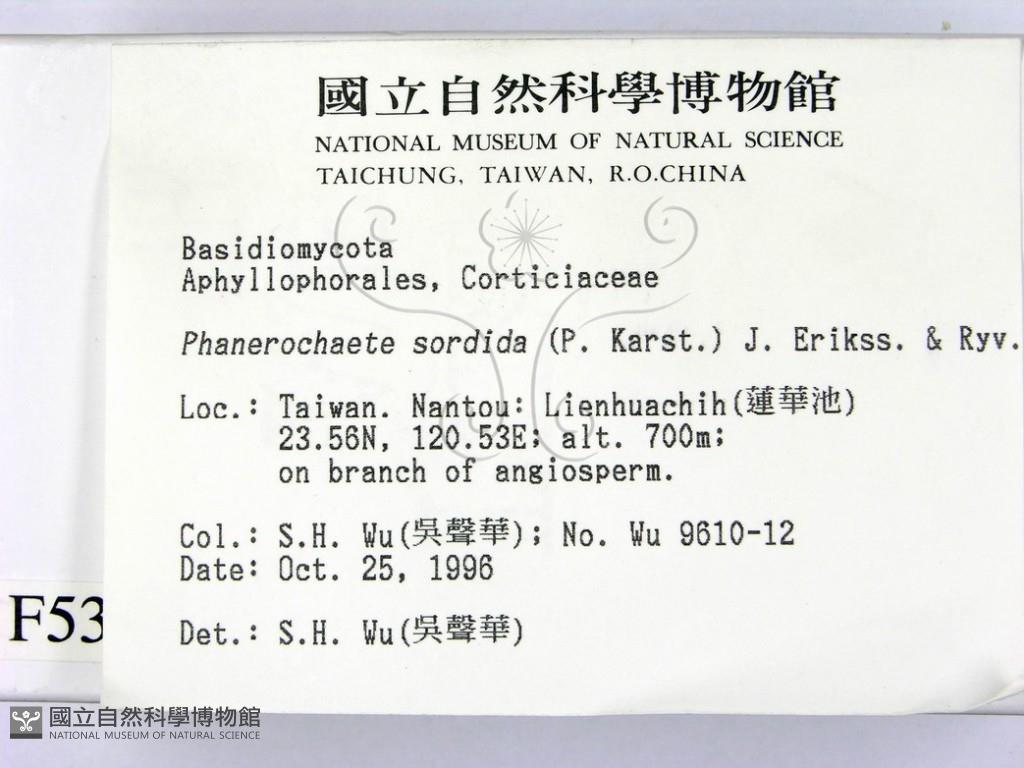 國立自然科學博物館
NATIONAL MUSEUM OF NATURAL SCIENCE
TAICHUNG, TAIWAN, R.O.CHINA
Basidiomycota
Aphyllophorales, Corticiaceae
Phanerochaete sordida (P. Karst.) J. Erikss. & Ryv.
Loc.: Taiwan. Nantou: Lienhuachih(蓮華池)
23.56N, 120.53E; alt. 700m;
on branch of angiosperm.
Col.: S.H. Wu(吳聲華); No. Wu 9610-12
Date: Oct. 25, 1996
F53
Det.: S.H. Wu(吳聲華)
國立自然科學博物館
NATIONAL MUSEUM OF NATURAL SCIENCE